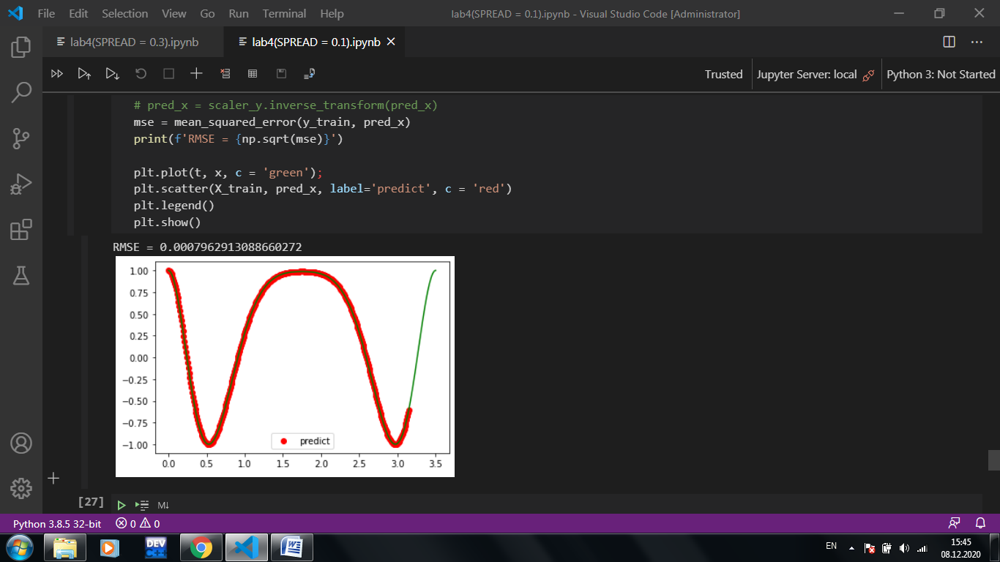 File Edit Selection View Go Run Terminal Help lab4(SPREAD = 0.1).ipynb - Visual Studio Code [Administrator]
lab4(SPREAD = 0.3).ipynb lab4(SPREAD = 0.1).ipynb
Trusted Jupyter Server: local Python 3: Not Started
# pred_x = scaler_y.inverse_transform(pred_x)
mse = mean_squared_error(y_train, pred_x)
print(f'RMSE = {np.sqrt(mse)}')
plt.plot(t, x, c = 'green');
plt.scatter(X_train, pred_x, label='predict', c = 'red')
plt.legend()
plt.show()
RMSE = 0.0007962913088660272
1.00
0.75
0.50
0.25
0.00
−0.25
−0.50
−0.75
−1.00
predict
0.0 0.5 1.0 1.5 2.0 2.5 3.0 3.5
[27] M↓
Python 3.8.5 32-bit 0 0
DEV C++ W EN 15:45
08.12.2020